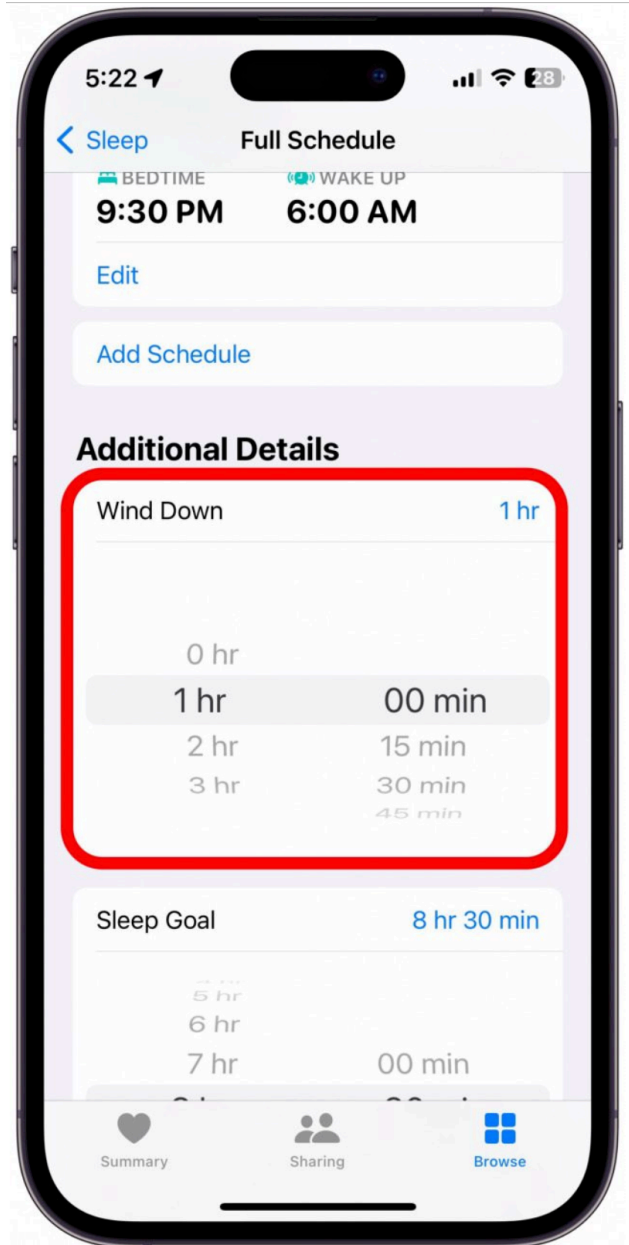 5:22
28
Sleep Full Schedule
BEDTIME WAKE UP
9:30 PM 6:00 AM
Edit
Add Schedule
Additional Details
Wind Down 1 hr
0 hr
1 hr 00 min
2 hr 15 min
3 hr 30 min
45 min
Sleep Goal 8 hr 30 min
5 hr
6 hr
7 hr 00 min
Summary Sharing Browse